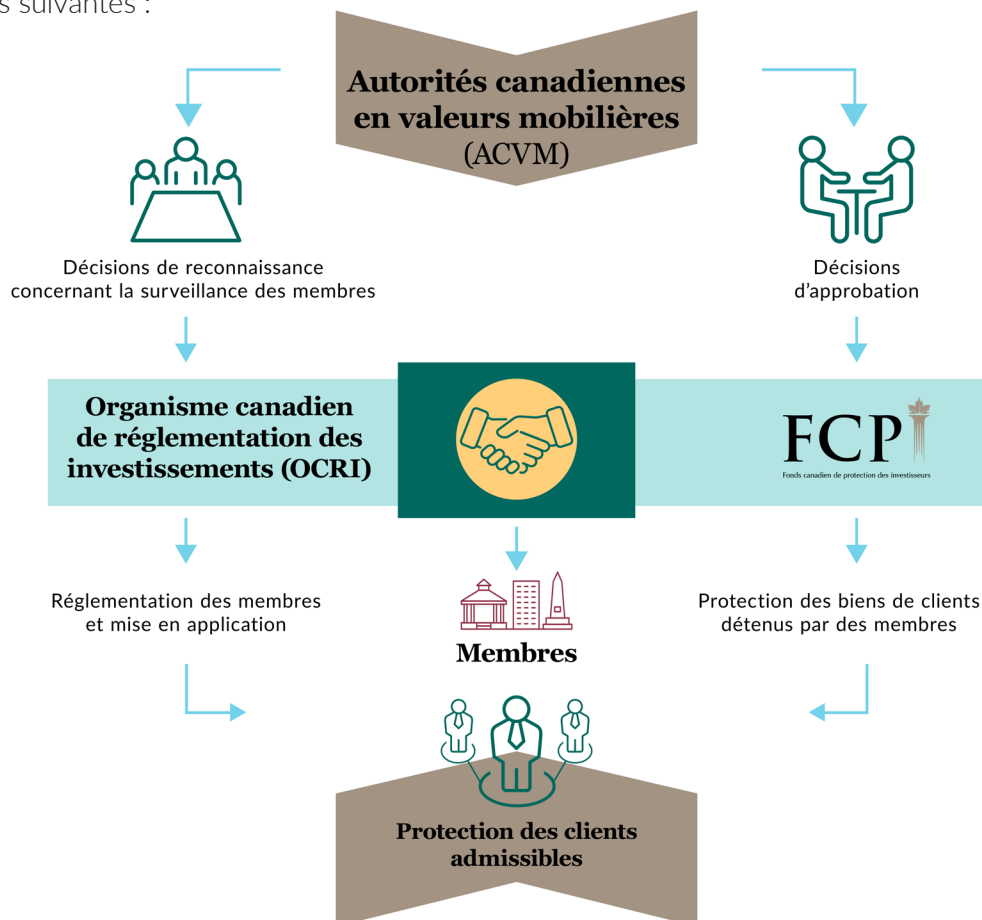 s suivantes :
Autorités canadiennes
en valeurs mobilières
(ACVM)
Décisions de reconnaissance
concernant la surveillance des membres
Décisions
d'approbation
Organisme canadien
de réglementation des
investissements (OCRI)
FCPI
Fonds canadien de protection des investisseurs
Réglementation des membres
et mise en application
Membres
Protection des biens de clients
détenus par des membres
Protection des clients
admissibles